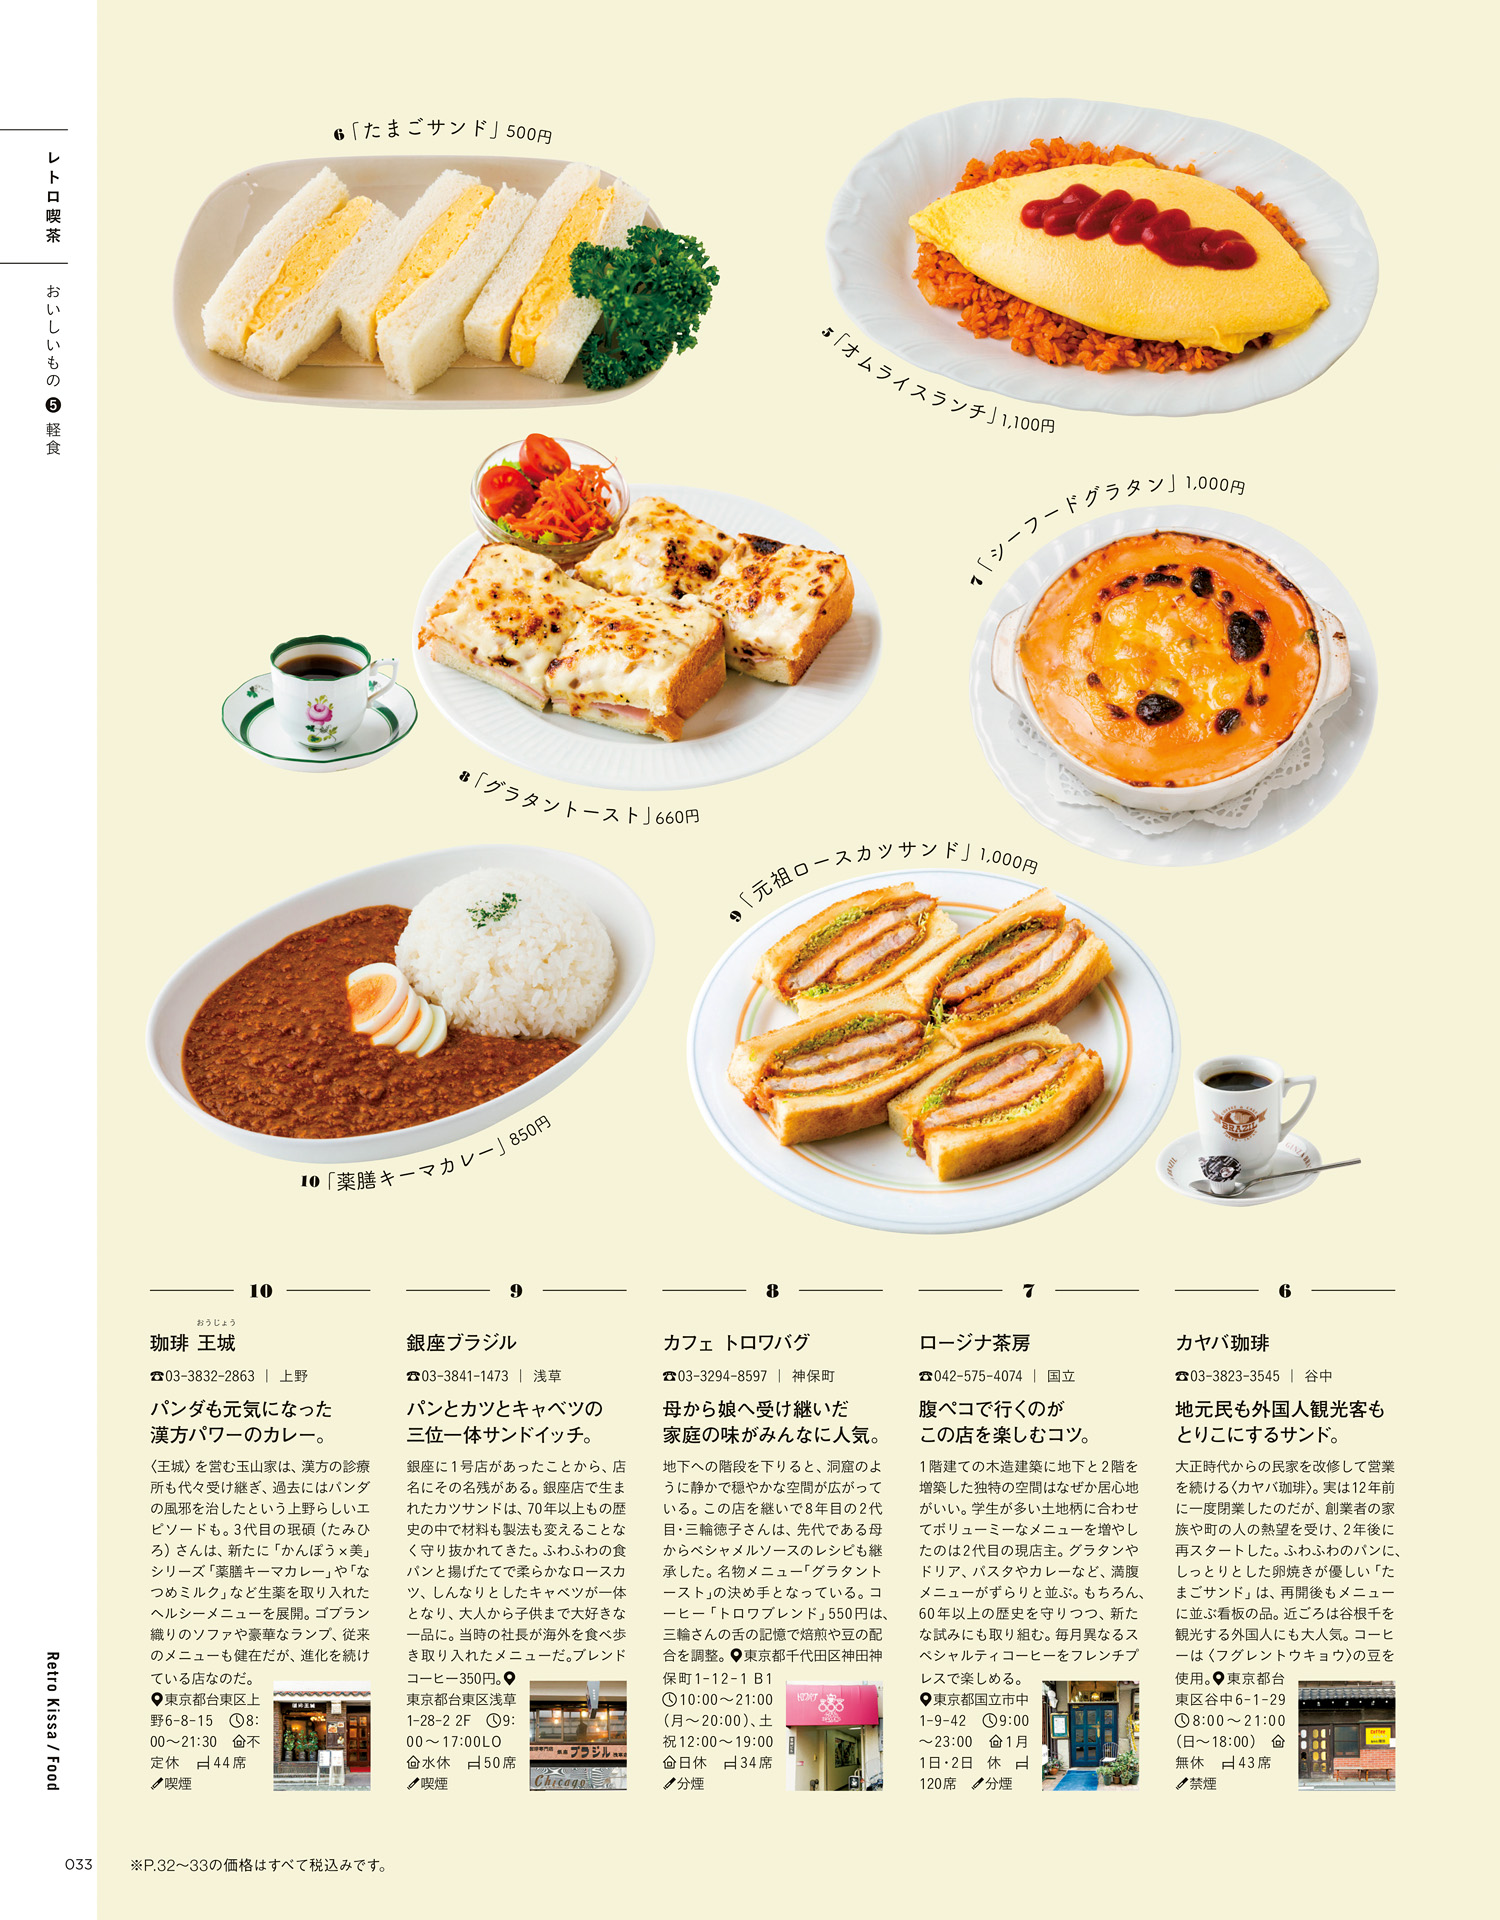 レトロ喫茶
おいしいもの ❺ 軽食
6「たまごサンド」500円
5「オムライスランチ」1,100円
7「シーフードグラタン」1,000円
8「グラタントースト」660円
9「元祖ロースカツサンド」1,000円
10「薬膳キーマカレー」850円
BRAZIL
6
カヤバ珈琲
☎03-3823-3545 | 谷中
地元民も外国人観光客も
とりこにするサンド。
大正時代からの民家を改修して営業
を続ける〈カヤバ珈琲〉。実は12年前
に一度閉業したのだが、創業者の家
族や町の人の熱望を受け、2年後に
再スタートした。ふわふわのパンに、
しっとりとした卵焼きが優しい「た
まごサンド」は、再開後もメニュー
に並ぶ看板の品。近ごろは谷根千を
観光する外国人にも大人気。コーヒ
ーは〈フグレントウキョウ〉の豆を
使用。東京都台
東区谷中6-1-29
8:00〜21:00
(日〜18:00)
無休 43席
禁煙
7
ロージナ茶房
☎042-575-4074 | 国立
腹ペコで行くのが
この店を楽しむコツ。
1階建ての木造建築に地下と2階を
増築した独特の空間はなぜか居心地
がいい。学生が多い土地柄に合わせ
てボリューミーなメニューを増やし
たのは2代目の現店主。グラタンや
ドリア、パスタやカレーなど、満腹
メニューがずらりと並ぶ。もちろん、
60年以上の歴史を守りつつ、新た
な試みにも取り組む。毎月異なるス
ペシャルティコーヒーをフレンチプ
レスで楽しめる。
東京都国立市中
1-9-42 9:00
〜23:00 1月
1日・2日 休
120席 分煙
8
カフェ トロワバグ
☎03-3294-8597 | 神保町
母から娘へ受け継いだ
家庭の味がみんなに人気。
地下への階段を下りると、洞窟のよ
うに静かで穏やかな空間が広がって
いる。この店を継いで8年目の2代
目・三輪徳子さんは、先代である母
からベシャメルソースのレシピも継
承した。名物メニュー「グラタント
ースト」の決め手となっている。コ
ーヒー「トロワブレンド」550円は、
三輪さんの舌の記憶で焙煎や豆の配
合を調整。東京都千代田区神田神
保町1-12-1 B1
10:00〜21:00
(月〜20:00)、土
祝12:00〜19:00
日休 34席
分煙
9
銀座ブラジル
☎03-3841-1473 | 浅草
パンとカツとキャベツの
三位一体サンドイッチ。
銀座に1号店があったことから、店
名にその名残がある。銀座店で生ま
れたカツサンドは、70年以上もの歴
史の中で材料も製法も変えることな
く守り抜かれてきた。ふわふわの食
パンと揚げたてで柔らかなロースカ
ツ、しんなりとしたキャベツが一体
となり、大人から子供まで大好きな
一品に。当時の社長が海外を食べ歩
き取り入れたメニューだ。ブレンド
コーヒー350円。
東京都台東区浅草
1-28-2 2F 9:
00〜17:00LO
水休 50席
喫煙
ブラジル
Chicago
10
おうじょう
珈琲 王城
☎03-3832-2863 | 上野
パンダも元気になった
漢方パワーのカレー。
〈王城〉を営む玉山家は、漢方の診療
所も代々受け継ぎ、過去にはパンダ
の風邪を治したという上野らしいエ
ピソードも。3代目の珉碩(たみひ
ろ)さんは、新たに「かんぽう×美」
シリーズ「薬膳キーマカレー」や「な
つめミルク」など生薬を取り入れた
ヘルシーメニューを展開。ゴブラン
織りのソファや豪華なランプ、従来
のメニューも健在だが、進化を続け
ている店なのだ。
東京都台東区上
野6-8-15 8:
00〜21:30 不
定休 44席
喫煙
Retro Kissa / Food
033
※P.32〜33の価格はすべて税込みです。